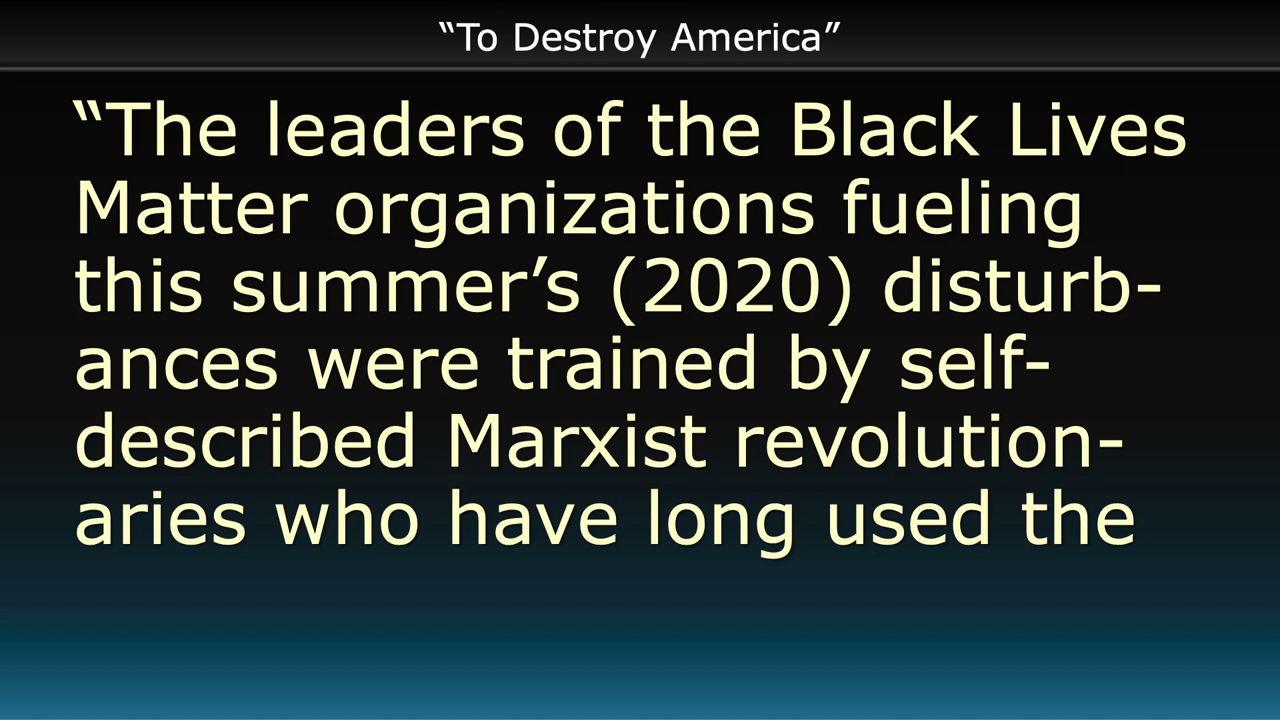 “To Destroy America”
“The leaders of the Black Lives
Matter organizations fueling
this summer’s (2020) disturb-
ances were trained by self-
described Marxist revolution-
aries who have long used the